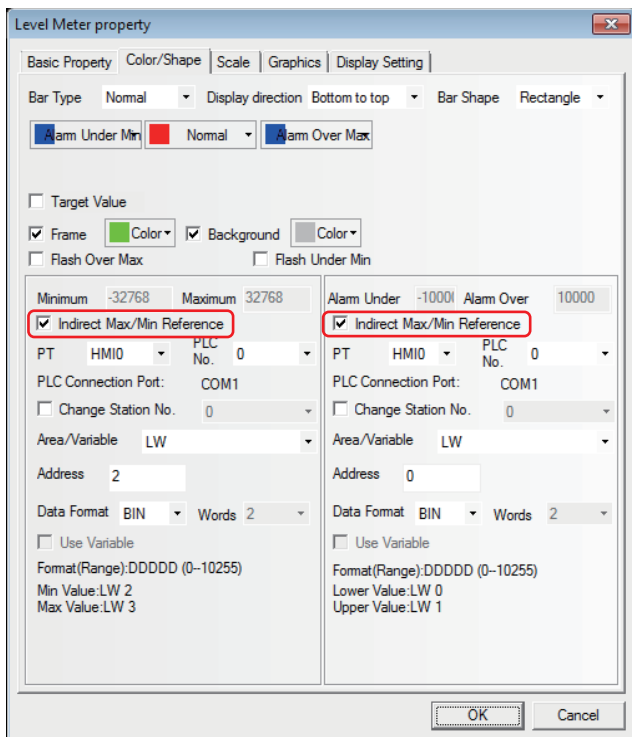 Level Meter property
Basic Property Color/Shape Scale Graphics Display Setting
Bar Type Normal Display direction Bottom to top Bar Shape Rectangle
Alarm Under Min Normal Alarm Over Max
Target Value
Frame Color Background Color
Flash Over Max Flash Under Min
Minimum -32768 Maximum 32768
Indirect Max/Min Reference
PT HMI0 PLC No. 0
PLC Connection Port: COM1
Change Station No. 0
Area/Variable LW
Address 2
Data Format BIN Words 2
Use Variable
Format(Range):DDDDD (0--10255)
Min Value:LW 2
Max Value:LW 3
Alarm Under -1000 Alarm Over 10000
Indirect Max/Min Reference
PT HMI0 PLC No. 0
PLC Connection Port: COM1
Change Station No. 0
Area/Variable LW
Address 0
Data Format BIN Words 2
Use Variable
Format(Range):DDDDD (0--10255)
Lower Value:LW 0
Upper Value:LW 1
OK Cancel